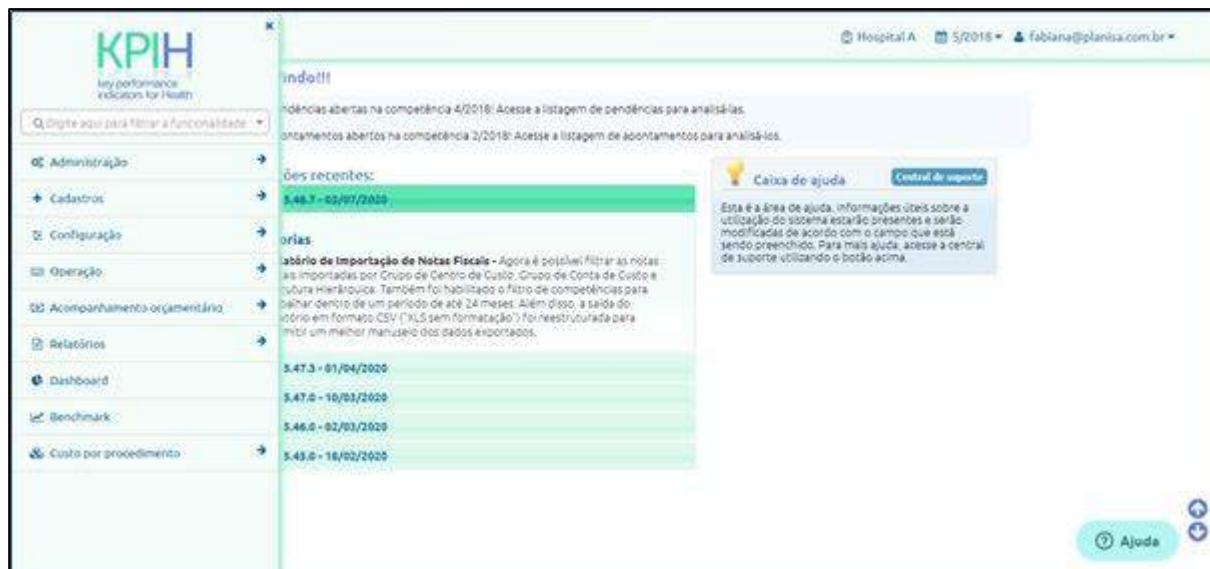 KPIH
key performance
indicators for Health
Digite aqui para filtrar a funcionalidade
Administração
Cadastros
Configuração
Operação
Acompanhamento orçamentário
Relatórios
Dashboard
Benchmark
Custo por procedimento
Hospital A 5/2018 fabiana@planisa.com.br
indo!!!
ndências abertas na competência 4/2018! Acesse a listagem de pendências para analisá-las.
ontamentos abertos na competência 2/2018! Acesse a listagem de apontamentos para analisá-los.
ões recentes:
- 03/07/2020
orias
atório de Importação de Notas Fiscais - Agora é possível filtrar as notas
ais importadas por Grupo de Centro de Custo, Grupo de Conta de Custo e
rutura Hierárquica. Também foi habilitado o filtro de competências para
balhar dentro de um período de até 24 meses. Além disso, a saída do
atório em formato CSV ("XLS sem formatação") foi reestruturada para
mitir um melhor manuseio dos dados exportados.
5.47.3 - 01/04/2020
5.47.0 - 10/03/2020
5.46.0 - 02/03/2020
5.45.0 - 18/02/2020
Caixa de ajuda
Central de suporte
Esta é a área de ajuda. Informações úteis sobre a
utilização do sistema estarão presentes e serão
modificadas de acordo com o campo que está
sendo preenchido. Para mais ajuda, acesse a central
de suporte utilizando o botão acima.
Ajuda